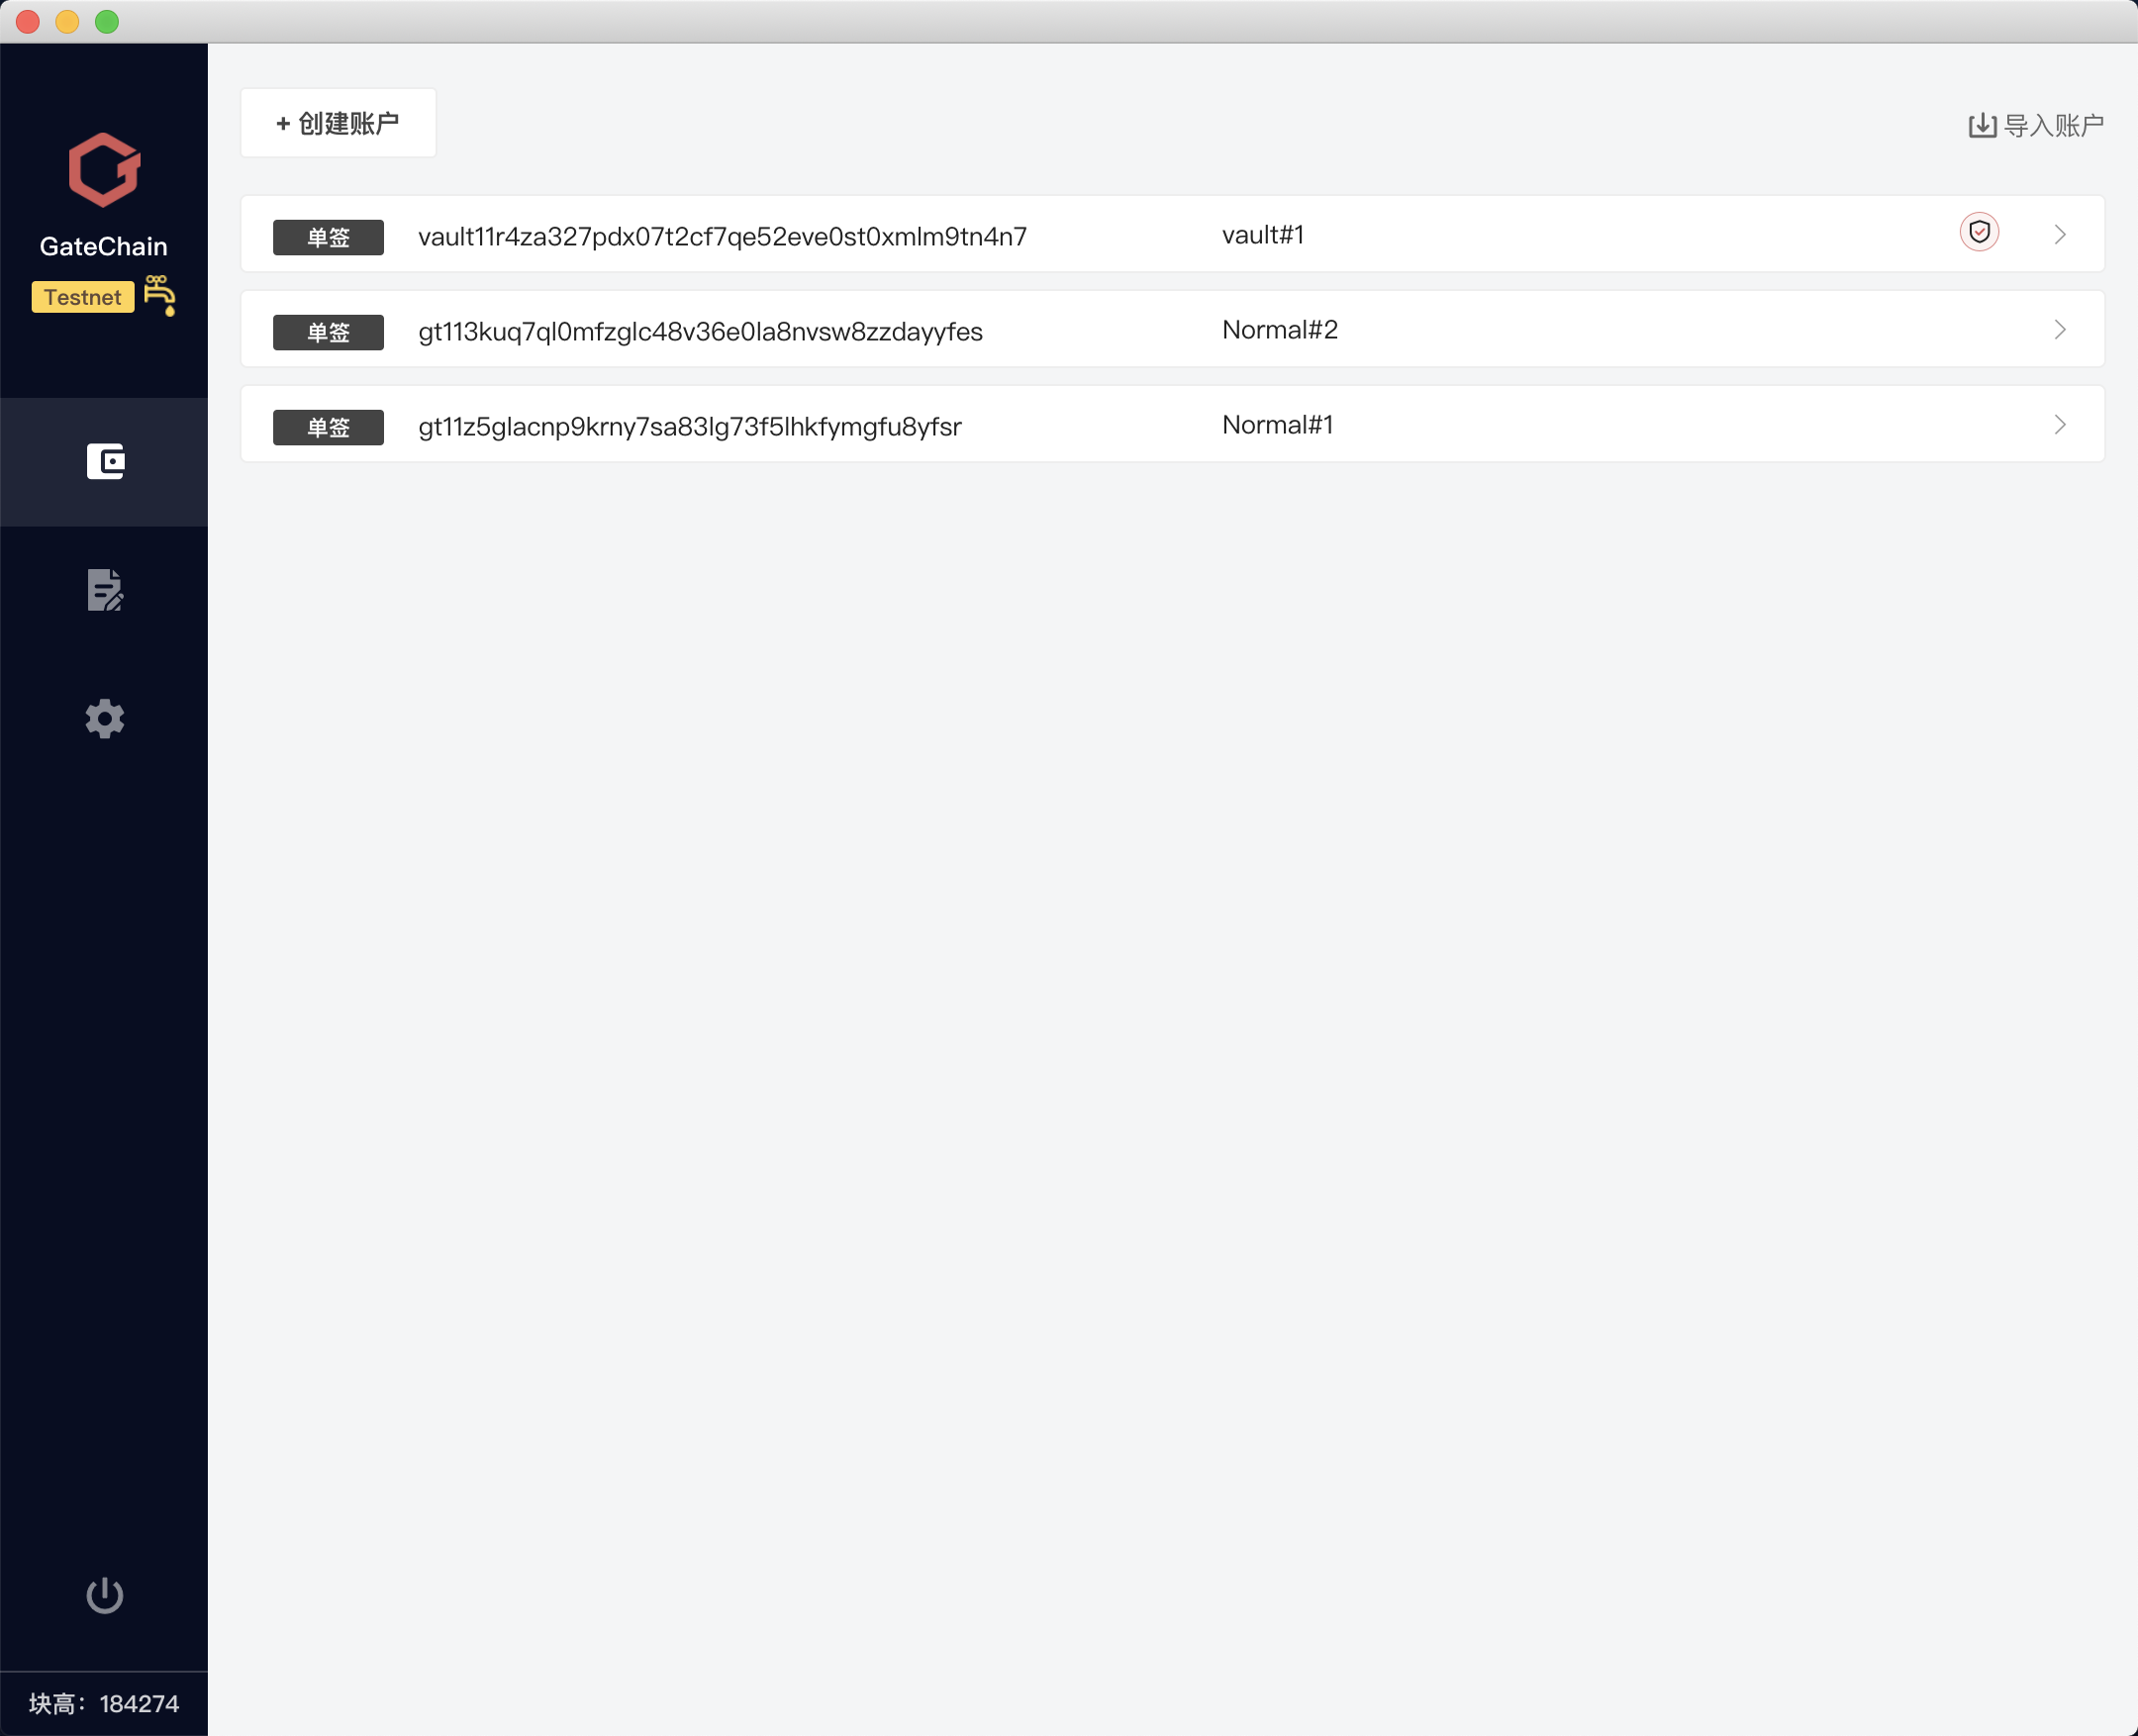 GateChain
Testnet
+ 创建账户
导入账户
单签 vault11r4za327pdx07t2cf7qe52eve0st0xmlm9tn4n7 vault#1
单签 gt113kuq7ql0mfzglc48v36e0la8nvsw8zzdayyfes Normal#2
单签 gt11z5glacnp9krny7sa83lg73f5lhkfymgfu8yfsr Normal#1
块高：184274